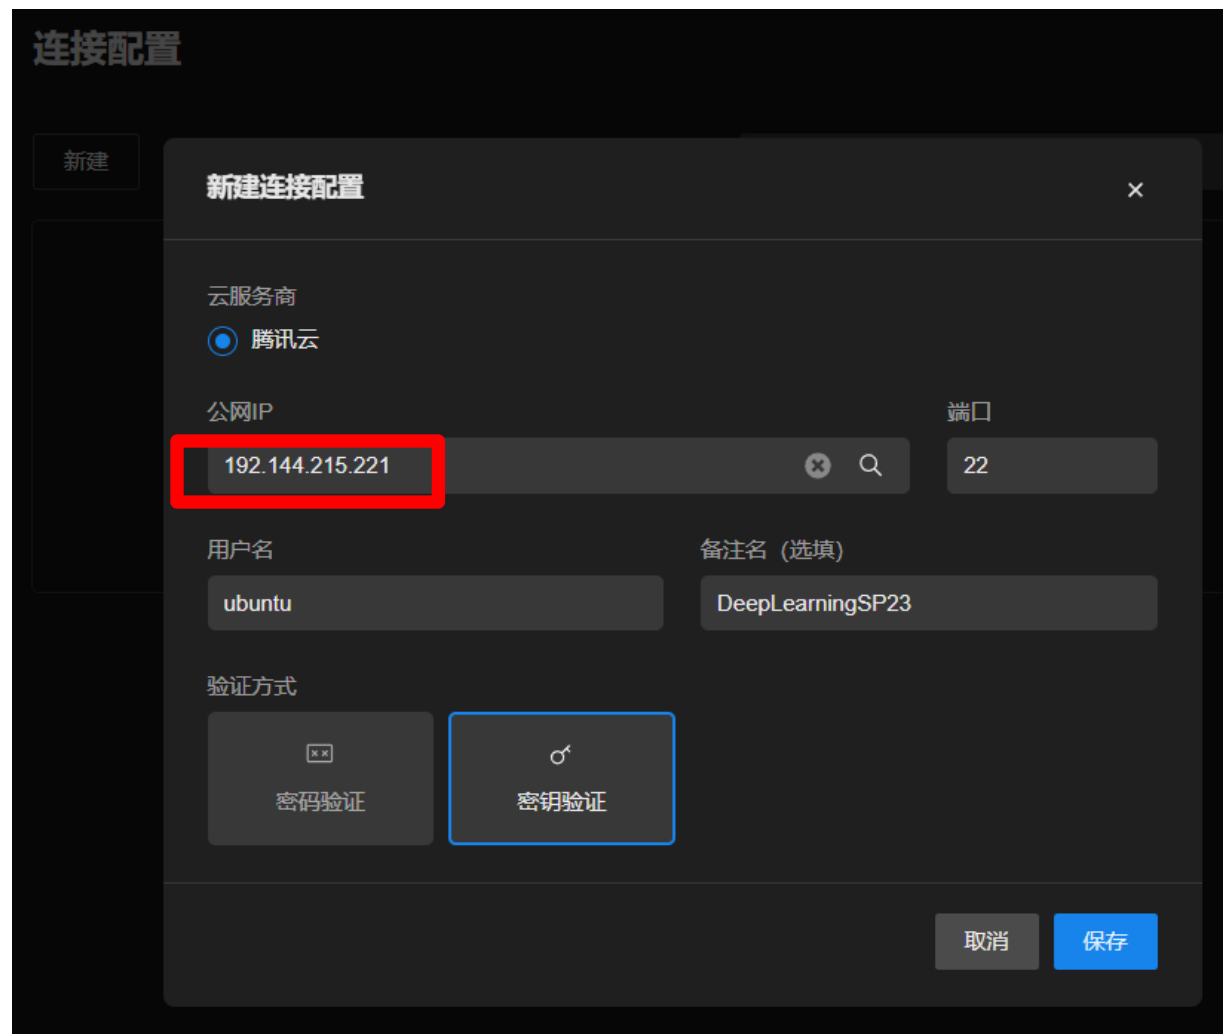 连接配置
新建
新建连接配置
云服务商
腾讯云
公网IP
端口
192.144.215.221
22
用户名
备注名 (选填)
ubuntu
DeepLearningSP23
验证方式
密码验证
密钥验证
取消
保存